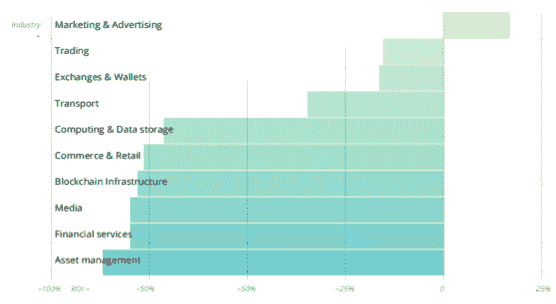 Industry
Marketing & Advertising
Trading
Exchanges & Wallets
Transport
Computing & Data storage
Commerce & Retail
Blockchain Infrastructure
Media
Financial services
Asset management
-100% ROI -50% -50% -25% 0% 25%